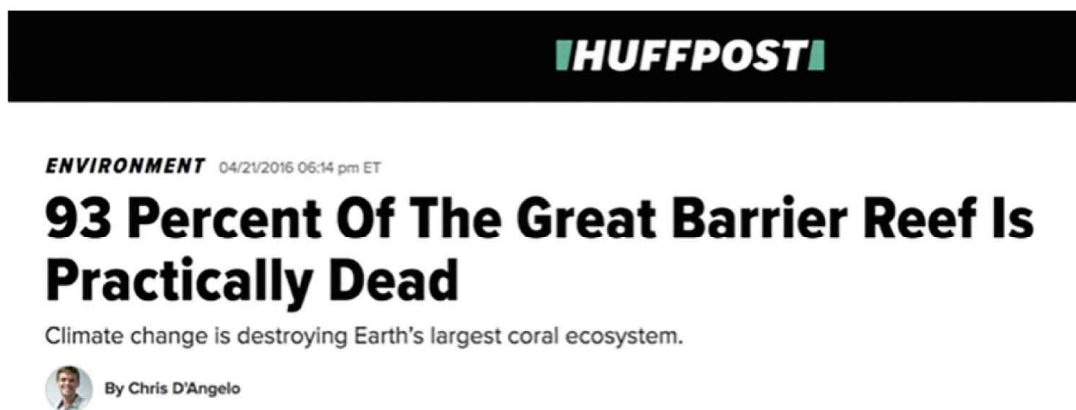 HUFFPOST
ENVIRONMENT 04/21/2016 06:14 pm ET
93 Percent Of The Great Barrier Reef Is
Practically Dead
Climate change is destroying Earth's largest coral ecosystem.
By Chris D'Angelo